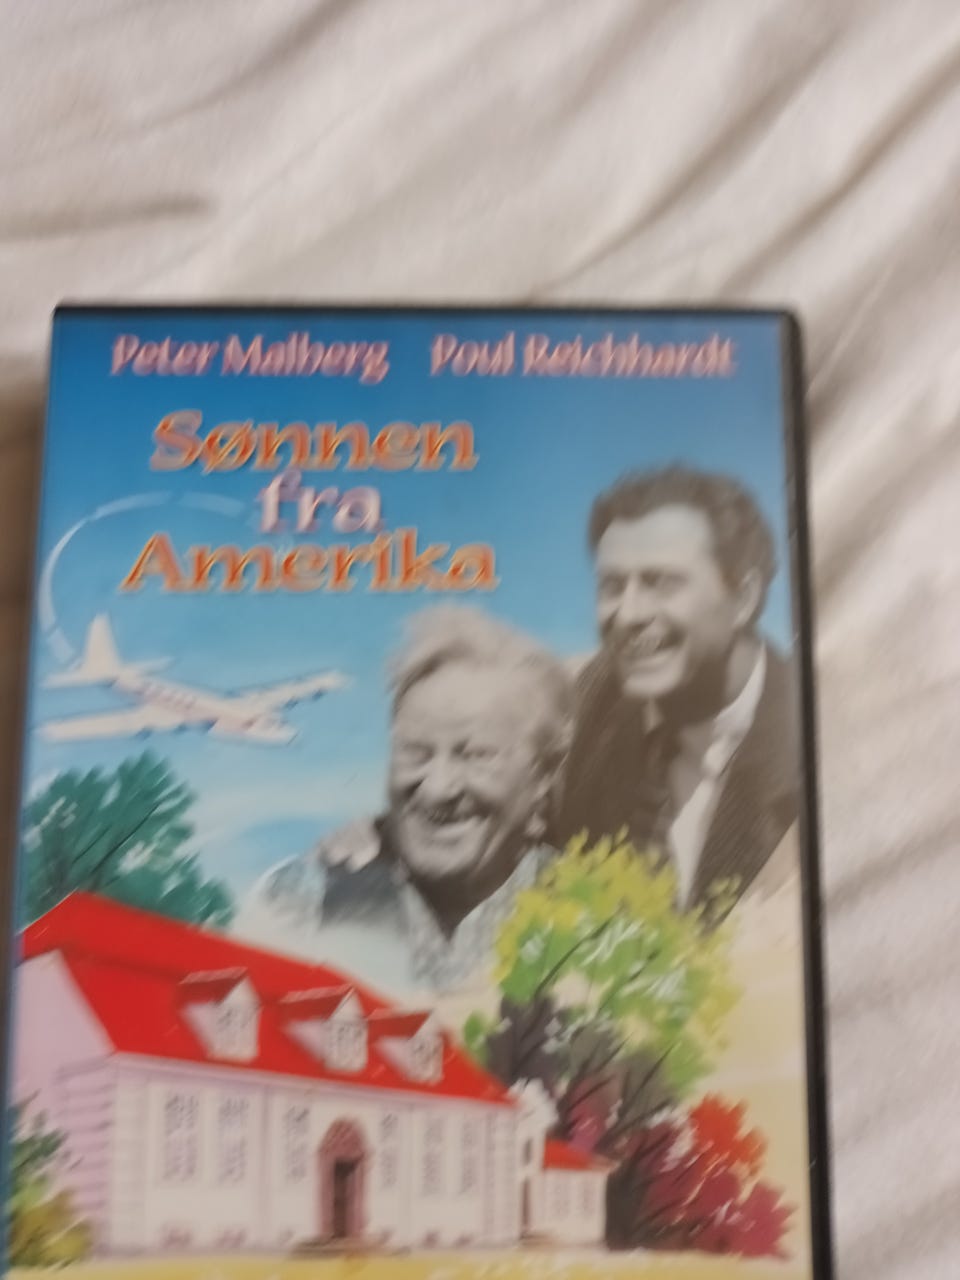 Peter Malberg Poul Reichhardt
Sønnen
fra
Amerika